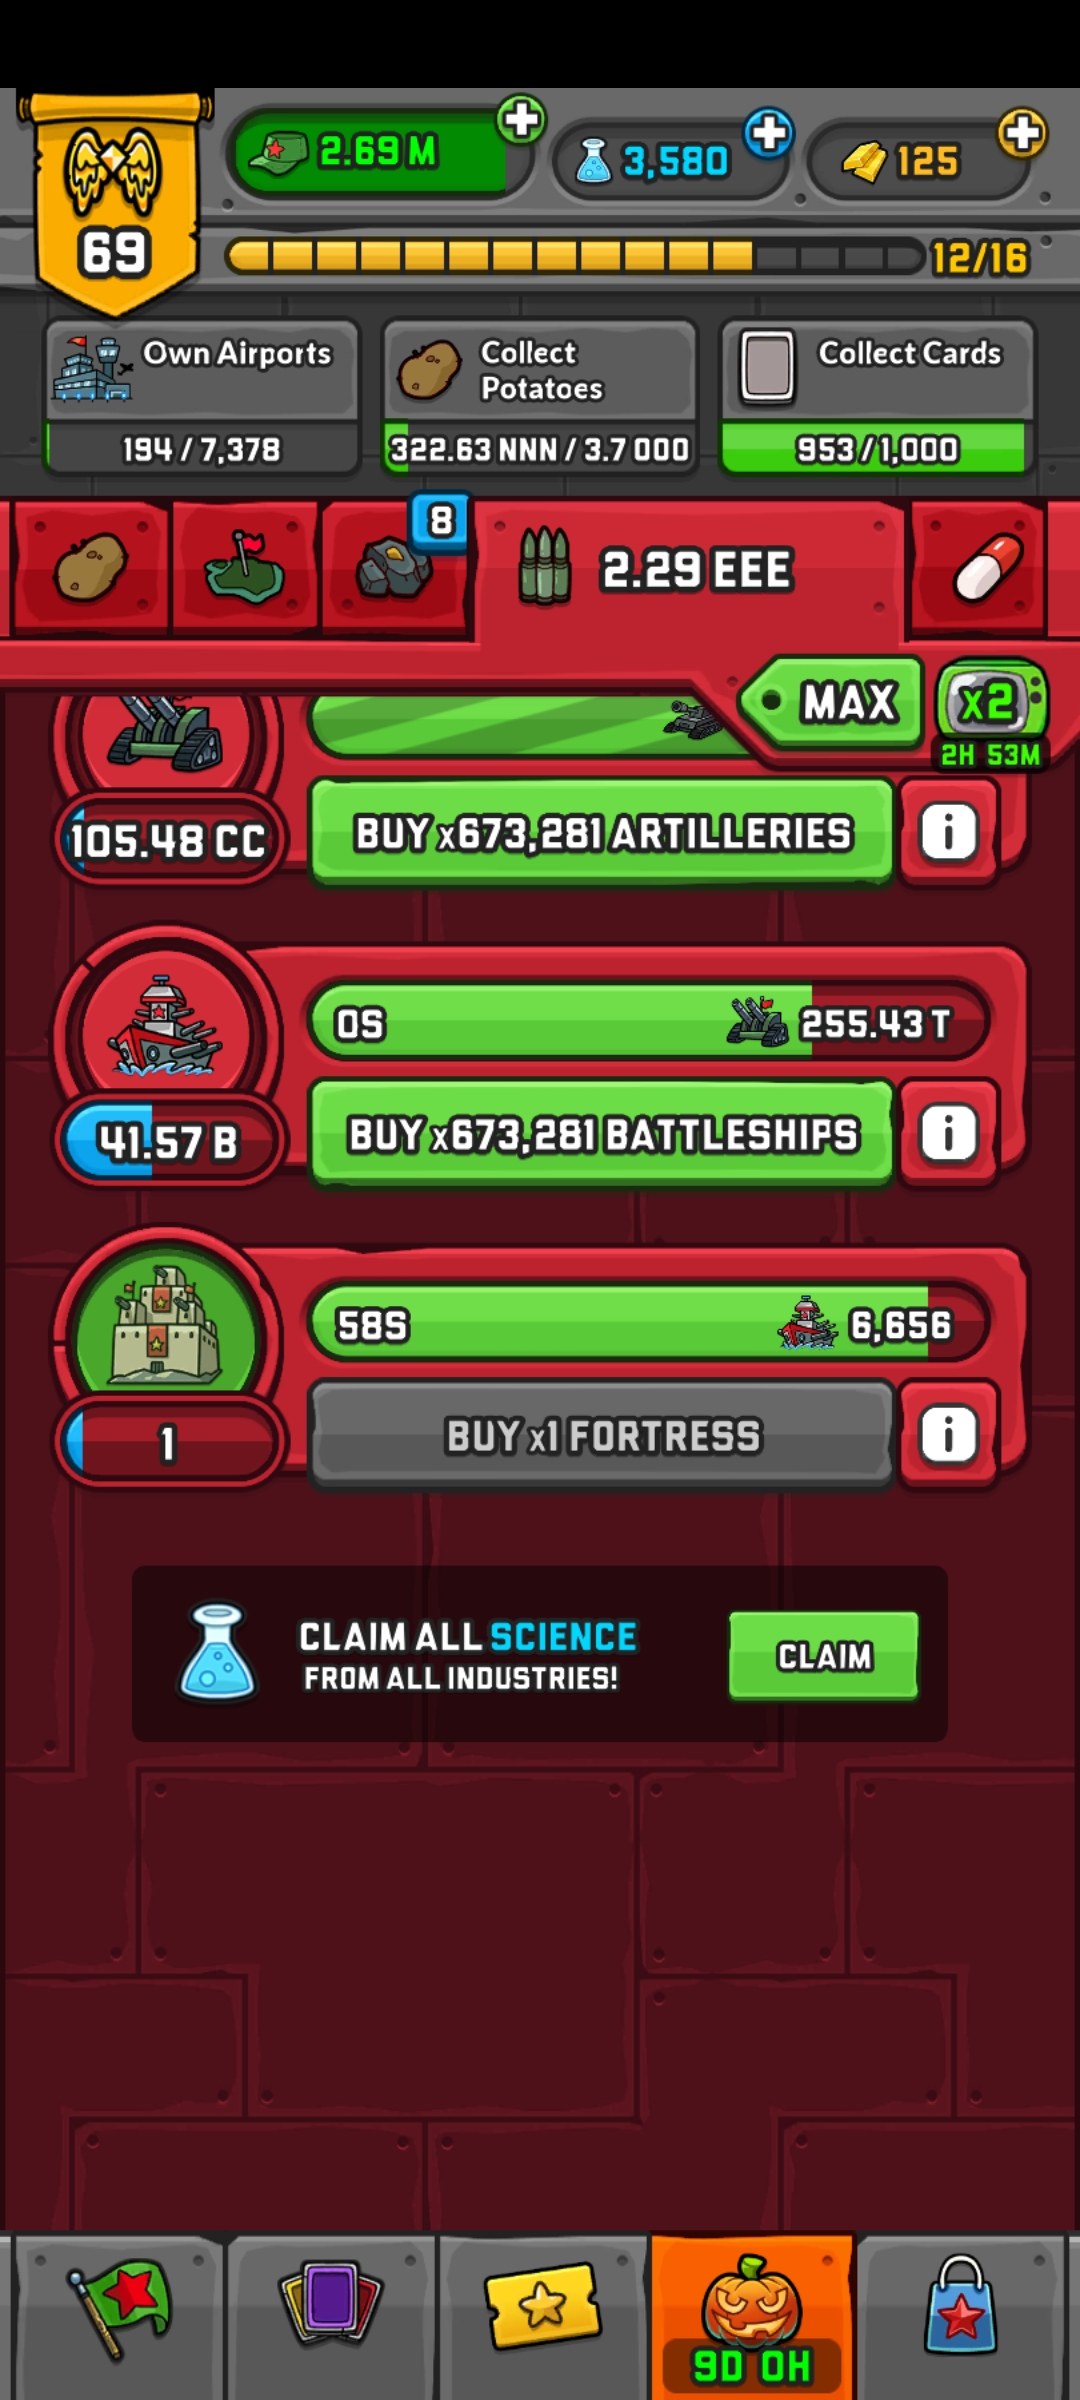 2.69 M
3,580
125
69
12/16
Own Airports
194 / 7,378
Collect
Potatoes
322.63 NNN / 3.7 OOO
Collect Cards
953 / 1,000
8
2.29 EEE
MAX
x2
2H 53M
105.48 CC
BUY x673,281 ARTILLERIES
i
0S
255.43 T
41.57 B
BUY x673,281 BATTLESHIPS
i
58S
6,656
1
BUY x1 FORTRESS
i
CLAIM ALL SCIENCE
FROM ALL INDUSTRIES!
CLAIM
9D 0H